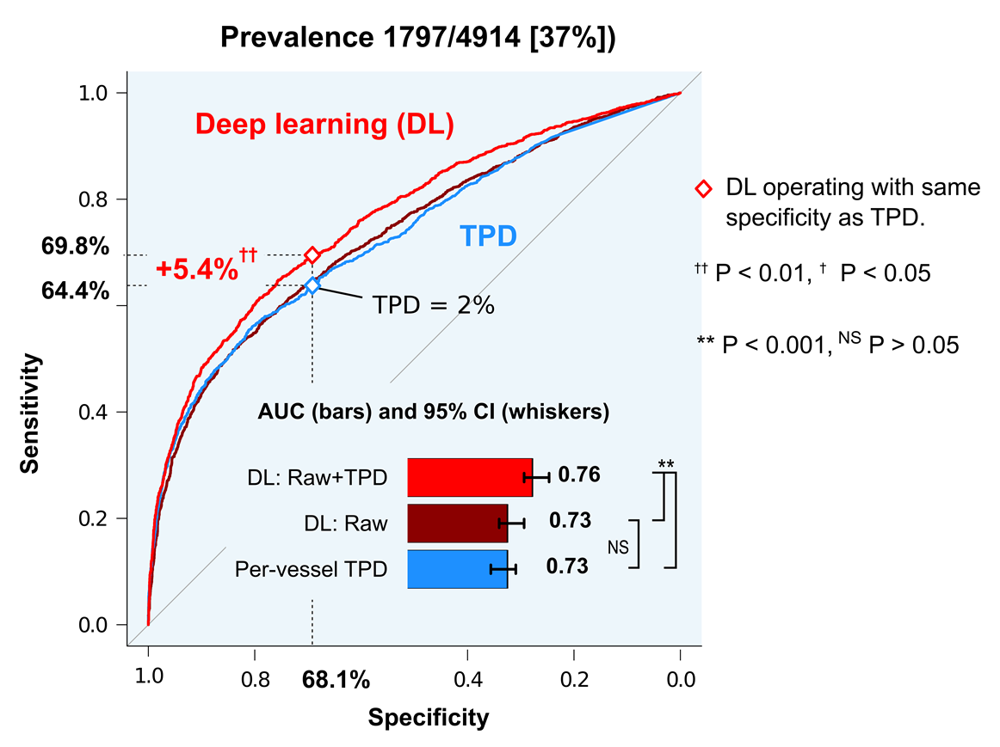 Prevalence 1797/4914 [37%])
1.0
Deep learning (DL)
0.8
DL operating with same
specificity as TPD.
TPD
69.8%
+5.4%††
†† P < 0.01, † P < 0.05
64.4%
TPD = 2%
** P < 0.001, NS P > 0.05
Sensitivity
0.4
AUC (bars) and 95% CI (whiskers)
DL: Raw+TPD 0.76 **
0.2
DL: Raw 0.73
NS
Per-vessel TPD 0.73
0.0
1.0 0.8 68.1% 0.4 0.2 0.0
Specificity